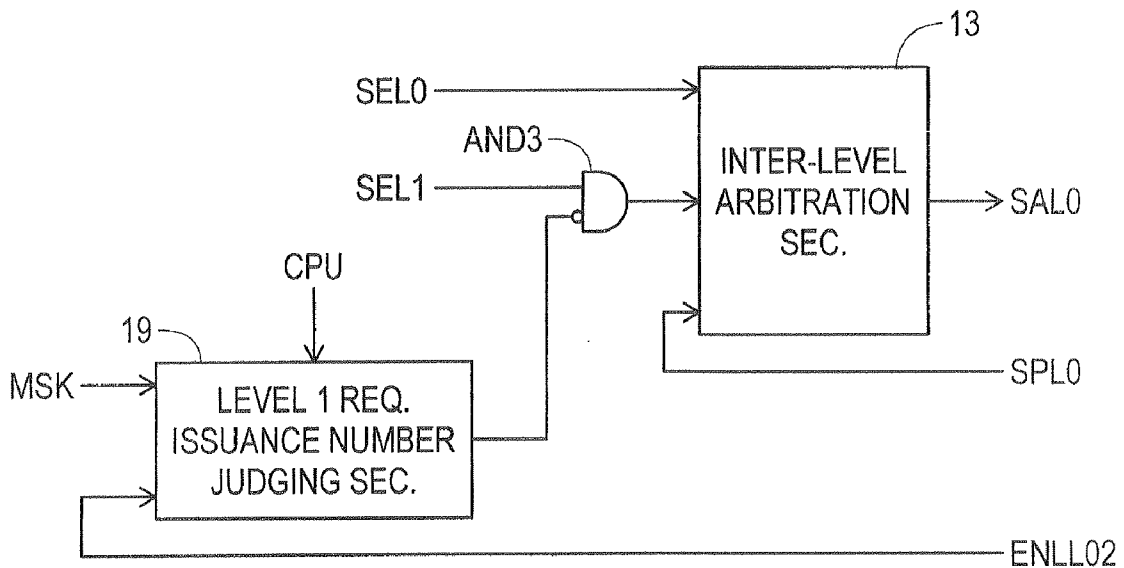 13
SEL0
AND3
SEL1
INTER-LEVEL
ARBITRATION
SEC.
SAL0
CPU
19
MSK
LEVEL 1 REQ.
ISSUANCE NUMBER
JUDGING SEC.
SPL0
ENLL02